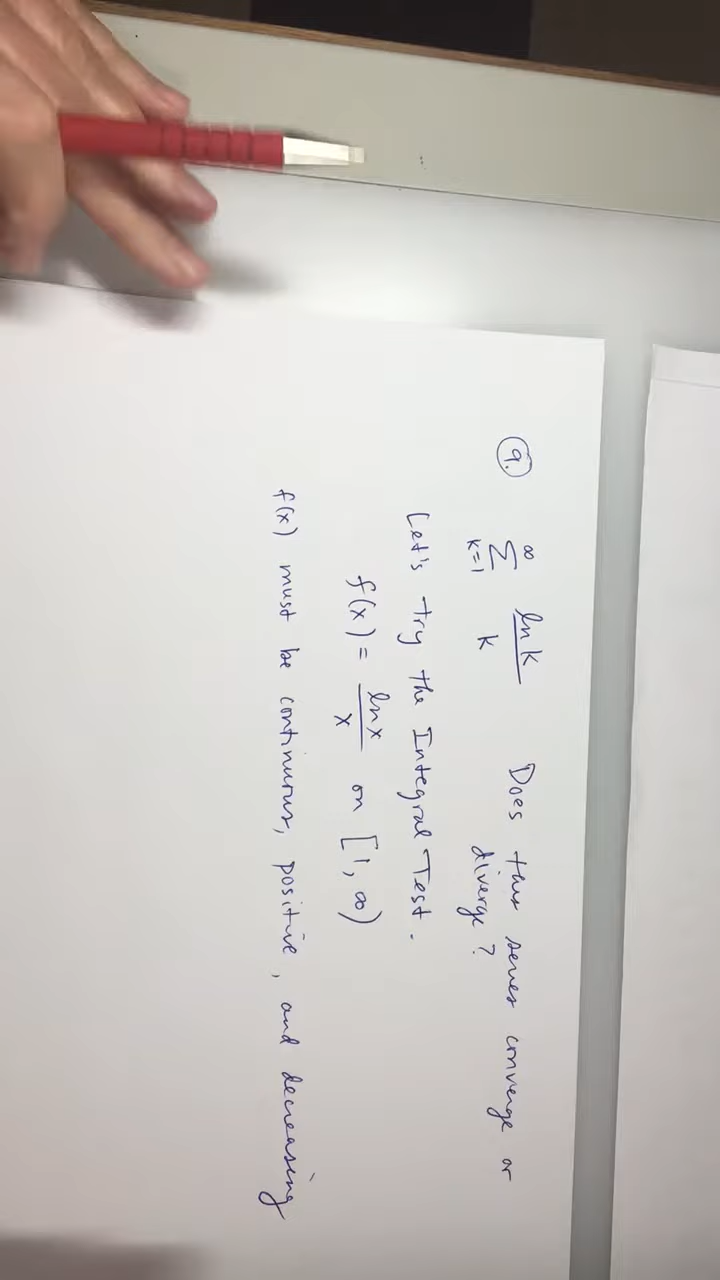 9. ∞ Σ k=1 ln k / k Does this series converge or
diverge?
Let's try the Integral Test.
f(x) = ln x / x on [1, ∞)
f(x) must be continuous, positive, and decreasing